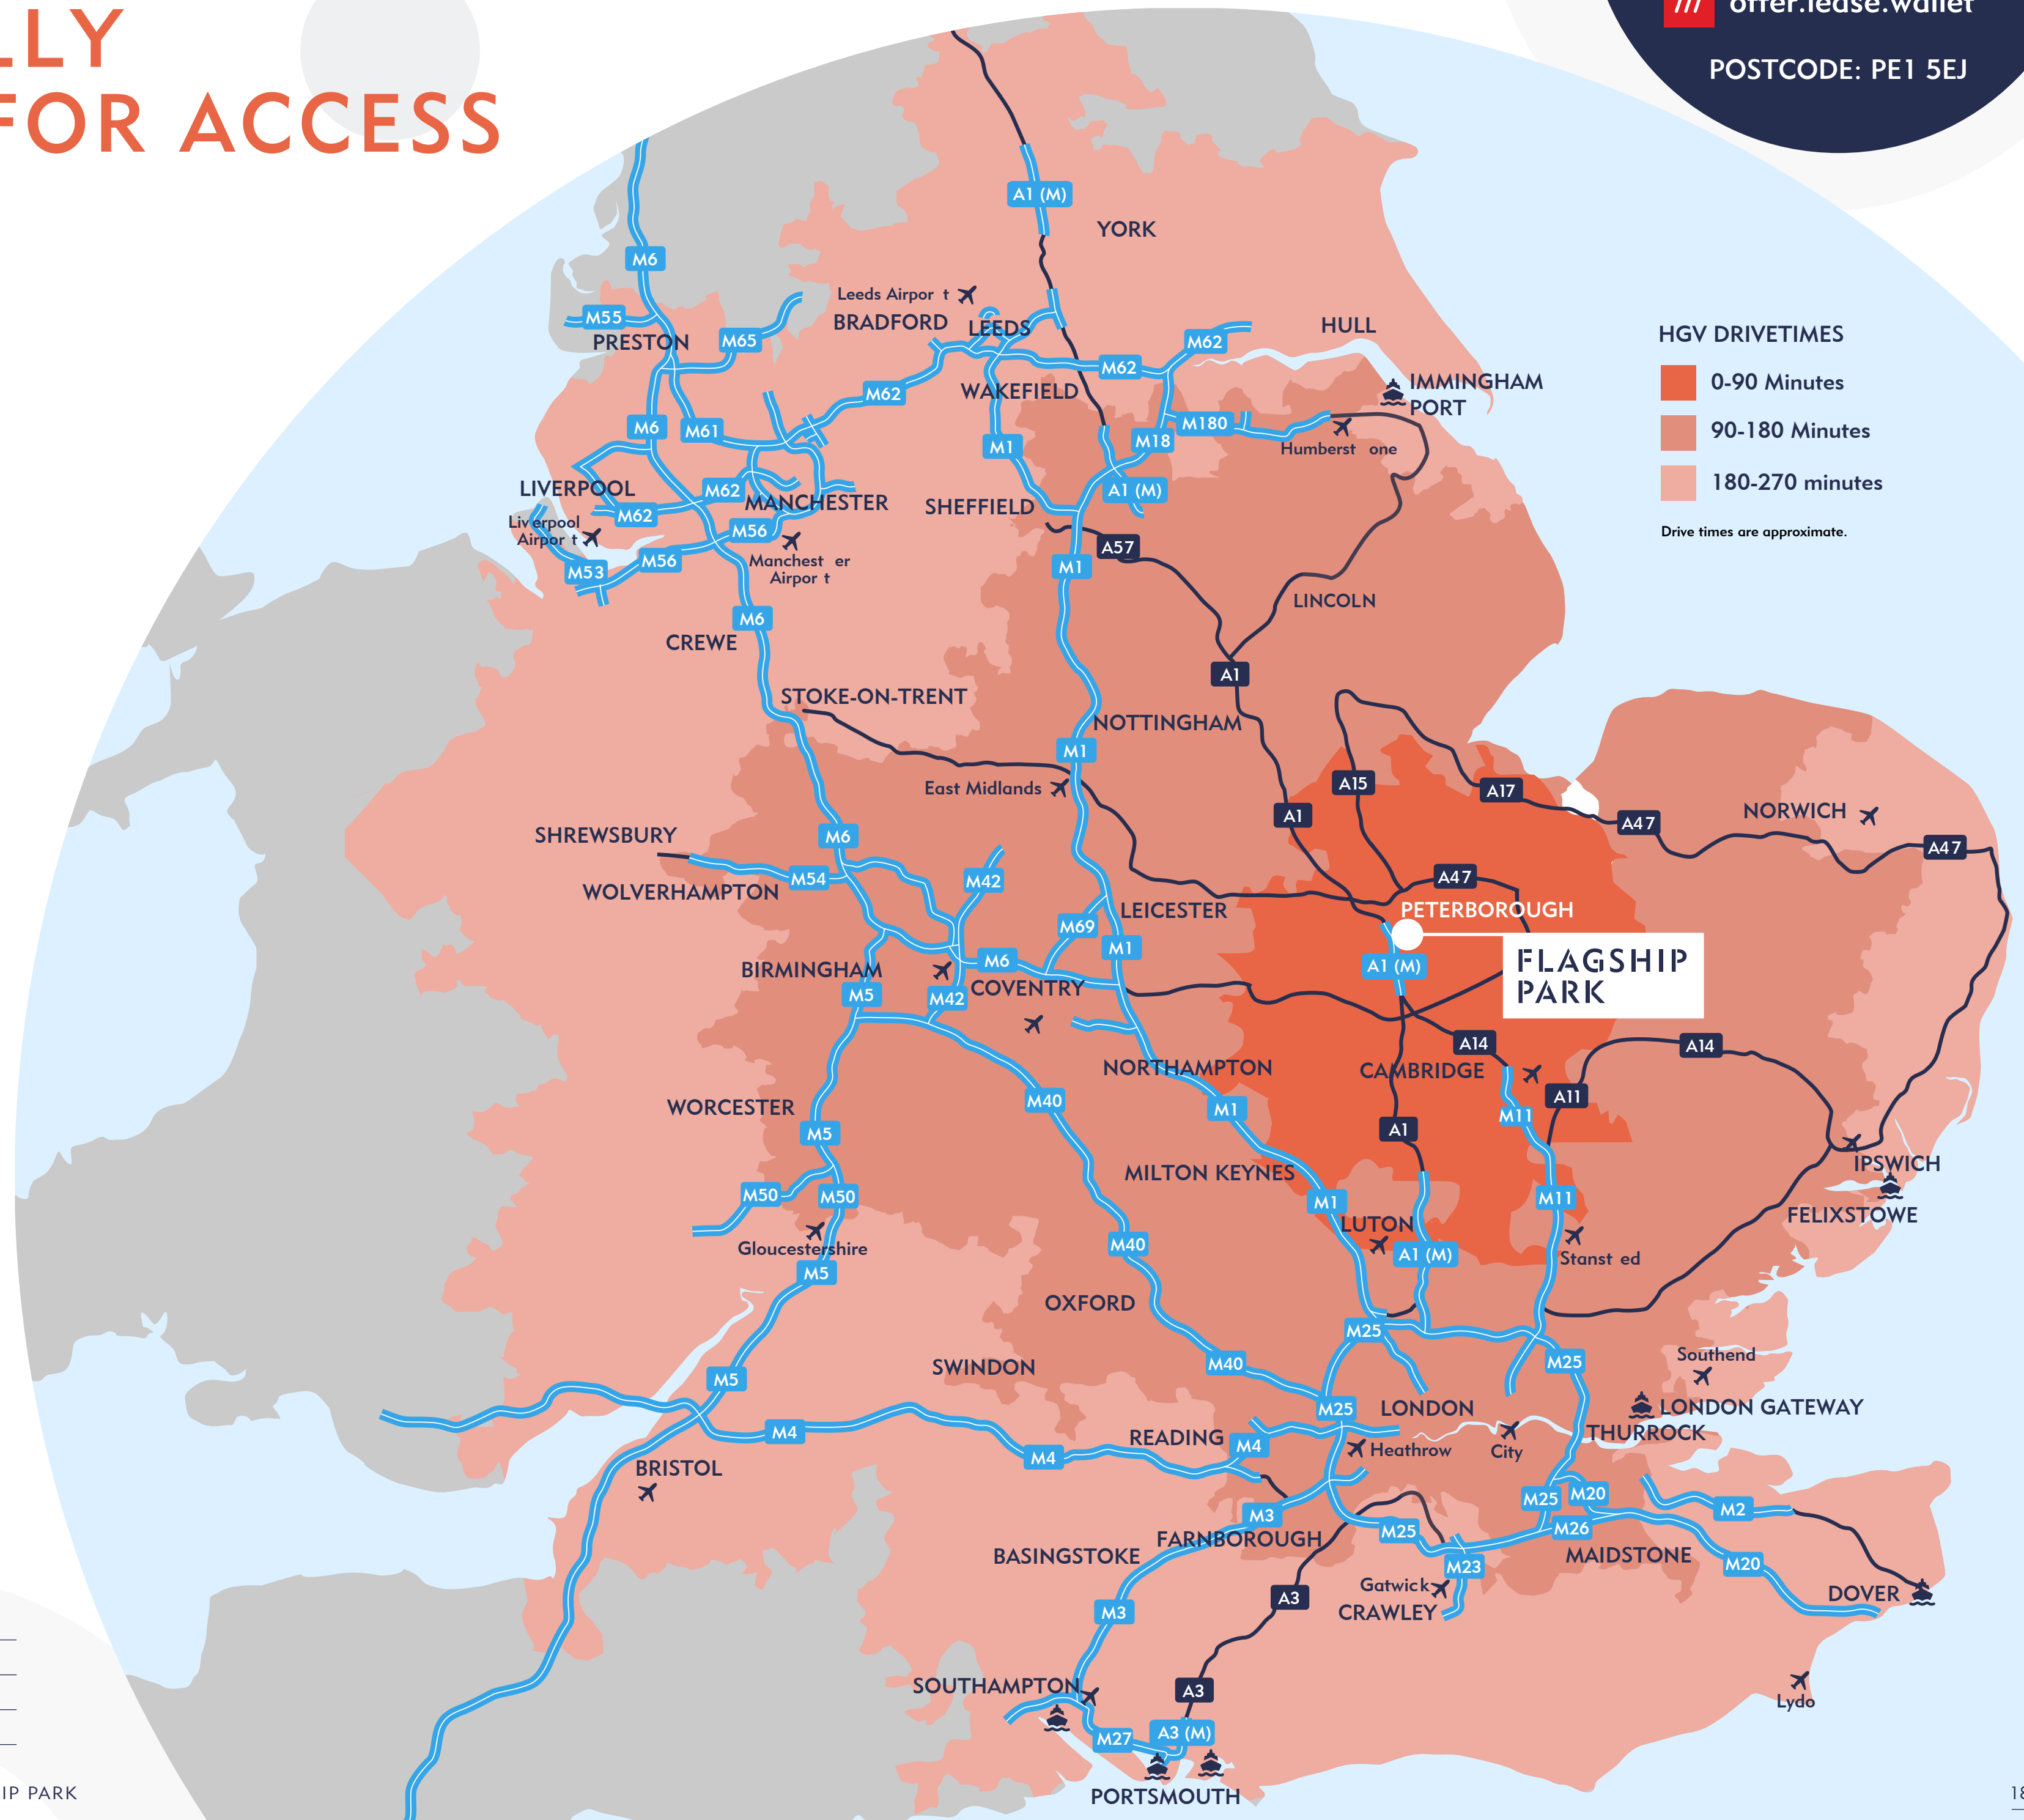 LLY
FOR ACCESS
offer.lease.wallet
POSTCODE: PE1 5EJ
HGV DRIVETIMES
0-90 Minutes
90-180 Minutes
180-270 minutes
Drive times are approximate.
A1 (M)
YORK
M6
Leeds Airpor t
M55
BRADFORD
LEEDS
HULL
PRESTON
M65
M62
M62
WAKEFIELD
M62
IMMINGHAM
PORT
M6
M61
M1
M18
M180
Humberst one
LIVERPOOL
M62
MANCHESTER
A1 (M)
SHEFFIELD
M62
Liv erpool
Airpor t
M56
A57
M53
M56
Manchest er
Airpor t
M1
LINCOLN
M6
CREWE
A1
STOKE-ON-TRENT
NOTTINGHAM
M1
East Midlands
A15
A17
A1
A47
NORWICH
SHREWSBURY
M6
A47
M54
M42
A47
WOLVERHAMPTON
LEICESTER
PETERBOROUGH
M69
M1
FLAGSHIP
PARK
BIRMINGHAM
M6
A1 (M)
M5
M42
COVENTRY
A14
A14
NORTHAMPTON
CAMBRIDGE
WORCESTER
M40
M1
A11
M11
M5
A1
MILTON KEYNES
IPSWICH
M50
M50
M1
M11
FELIXSTOWE
LUTON
Gloucestershire
M40
A1 (M)
Stanst ed
M5
OXFORD
M25
SWINDON
M40
M25
Southend
M5
M25
LONDON
LONDON GATEWAY
M4
READING
M4
THURROCK
M4
Heathrow
City
BRISTOL
M3
M25
M20
M2
FARNBOROUGH
M25
M26
BASINGSTOKE
MAIDSTONE
M23
M20
Gatwick
CRAWLEY
A3
DOVER
M3
SOUTHAMPTON
A3
Lydo
M27
A3 (M)
PORTSMOUTH
IP PARK
18